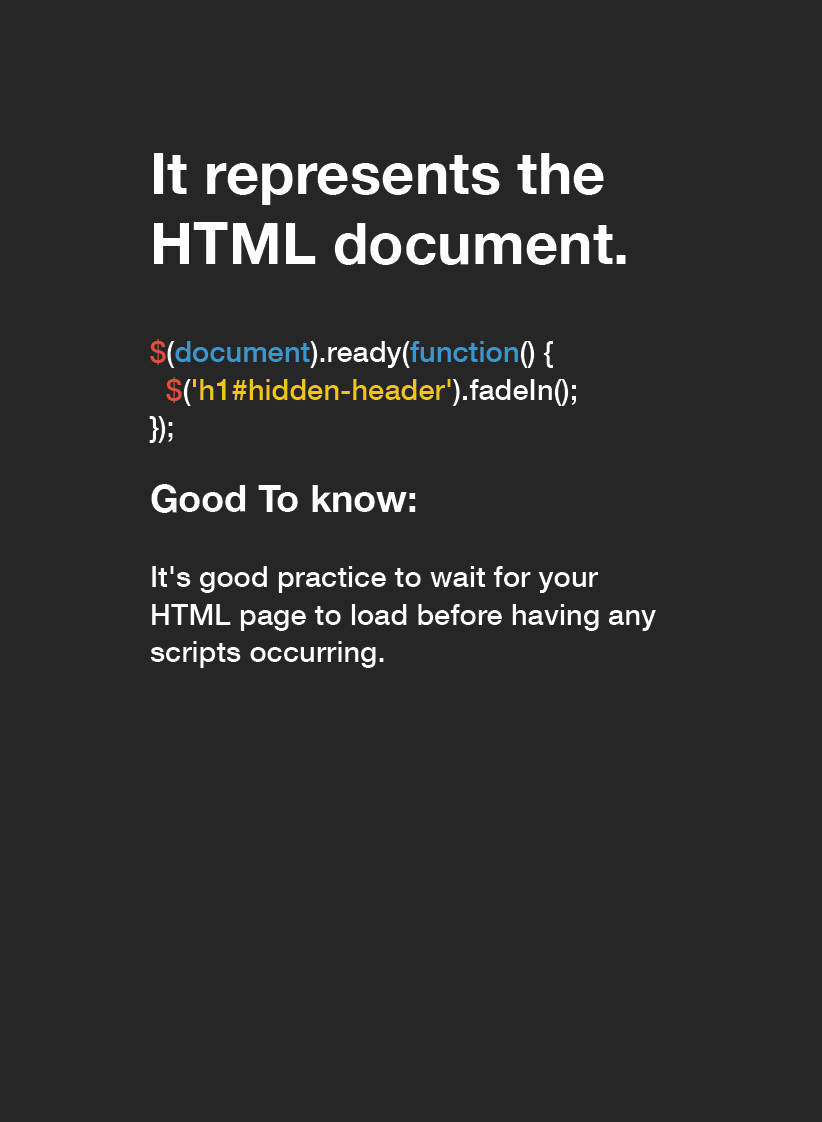 It represents the
HTML document.
$(document).ready(function() {
  $('h1#hidden-header').fadeIn();
});
Good To know:
It's good practice to wait for your
HTML page to load before having any
scripts occurring.